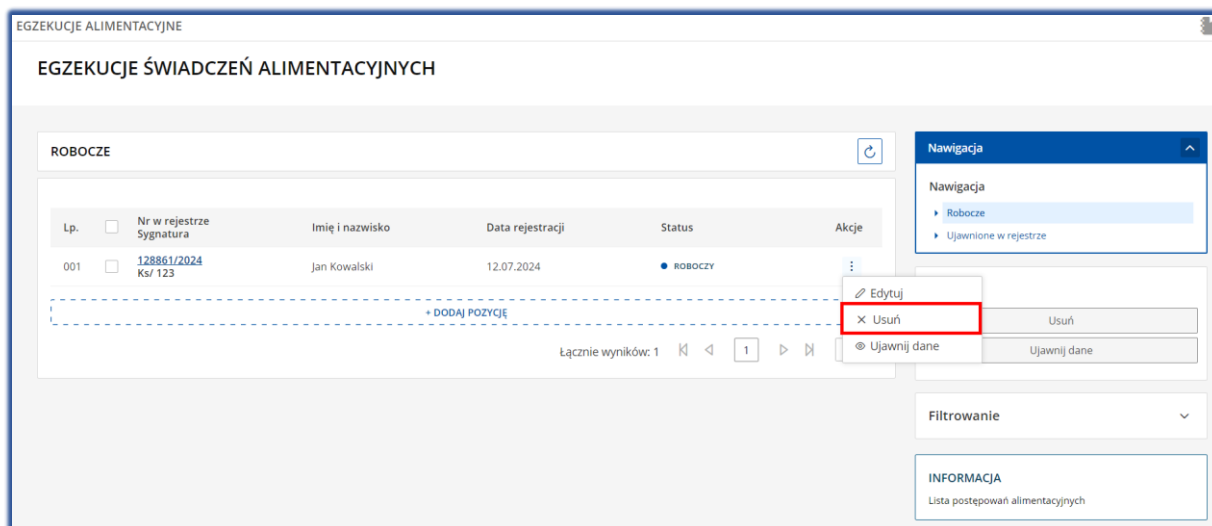 EGZEKUCJE ALIMENTACYJNE
EGZEKUCJE ŚWIADCZEŃ ALIMENTACYJNYCH
ROBOCZE
Lp.
Nr w rejestrze
Sygnatura
Imię i nazwisko
Data rejestracji
Status
Akcje
001
128861/2024
Ks/ 123
Jan Kowalski
12.07.2024
ROBOCZY
Edytuj
Usuń
Ujawnij dane
+ DODAJ POZYCJĘ
Łącznie wyników: 1
1
Nawigacja
Nawigacja
Robocze
Ujawnione w rejestrze
Usuń
Ujawnij dane
Filtrowanie
INFORMACJA
Lista postępowań alimentacyjnych